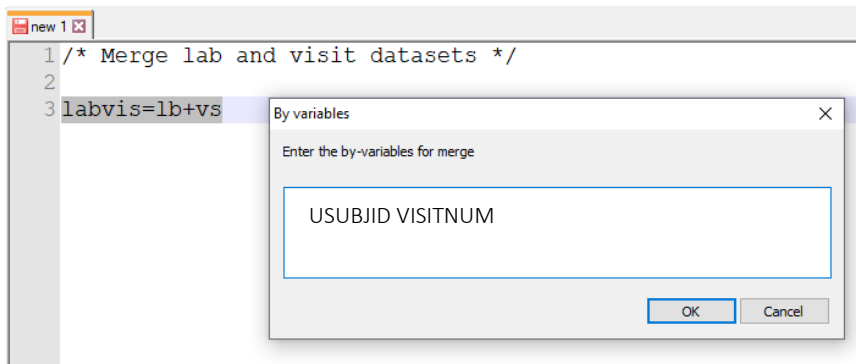 new 1
1 /* Merge lab and visit datasets */
2
3 labvis=lb+vs
By variables
Enter the by-variables for merge
USUBJID VISITNUM
OK Cancel